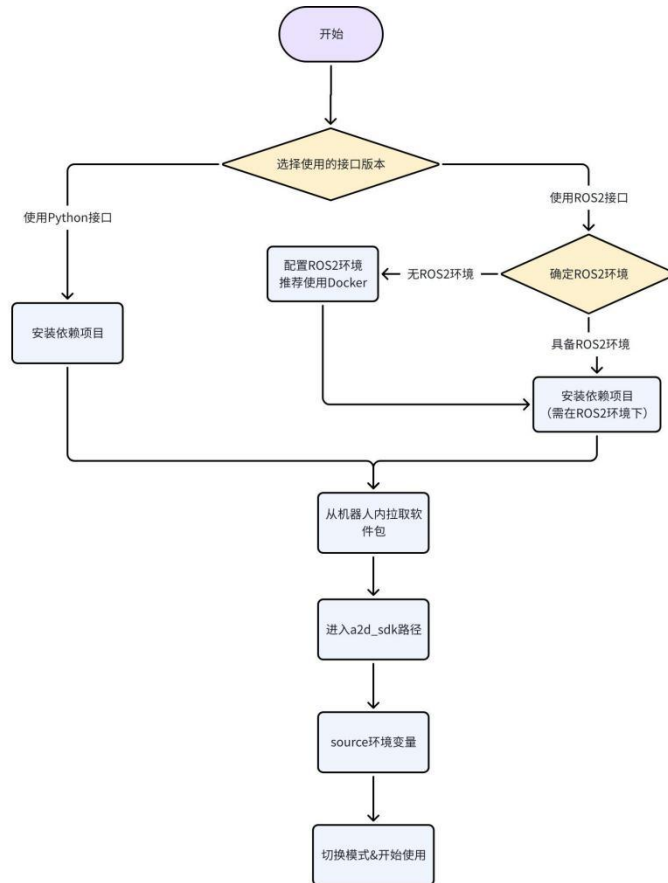 开始
选择使用的接口版本
使用Python接口
使用ROS2接口
配置ROS2环境
推荐使用Docker
无ROS2环境
确定ROS2环境
安装依赖项目
具备ROS2环境
安装依赖项目
（需在ROS2环境下）
从机器人内拉取软
件包
进入a2d_sdk路径
source环境变量
切换模式&开始使用